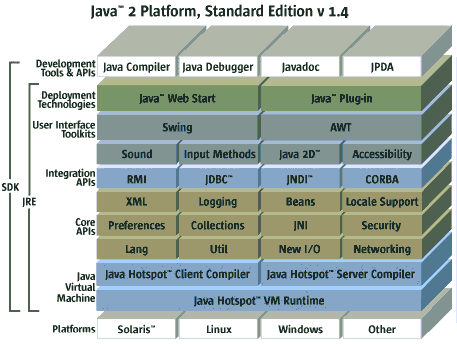 Java™ 2 Platform, Standard Edition v 1.4
Development Tools & APIs
Java Compiler
Java Debugger
Javadoc
JPDA
Deployment Technologies
Java™ Web Start
Java™ Plug-in
User Interface Toolkits
Swing
AWT
Sound
Input Methods
Java 2D™
Accessibility
Integration APIs
RMI
JDBC™
JNDI™
CORBA
Core APIs
XML
Logging
Beans
Locale Support
Preferences
Collections
JNI
Security
Lang
Util
New I/O
Networking
Java Virtual Machine
Java Hotspot™ Client Compiler
Java Hotspot™ Server Compiler
Java Hotspot™ VM Runtime
Platforms
Solaris™
Linux
Windows
Other
SDK
JRE